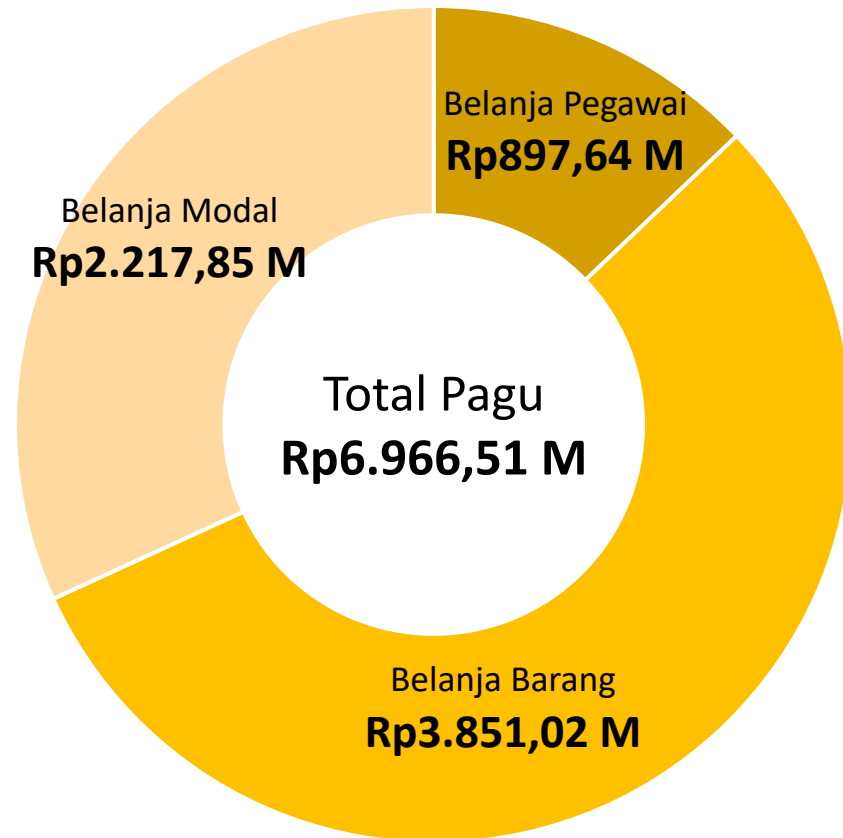 Belanja Pegawai
Rp897,64 M
Belanja Modal
Rp2.217,85 M
Total Pagu
Rp6.966,51 M
Belanja Barang
Rp3.851,02 M